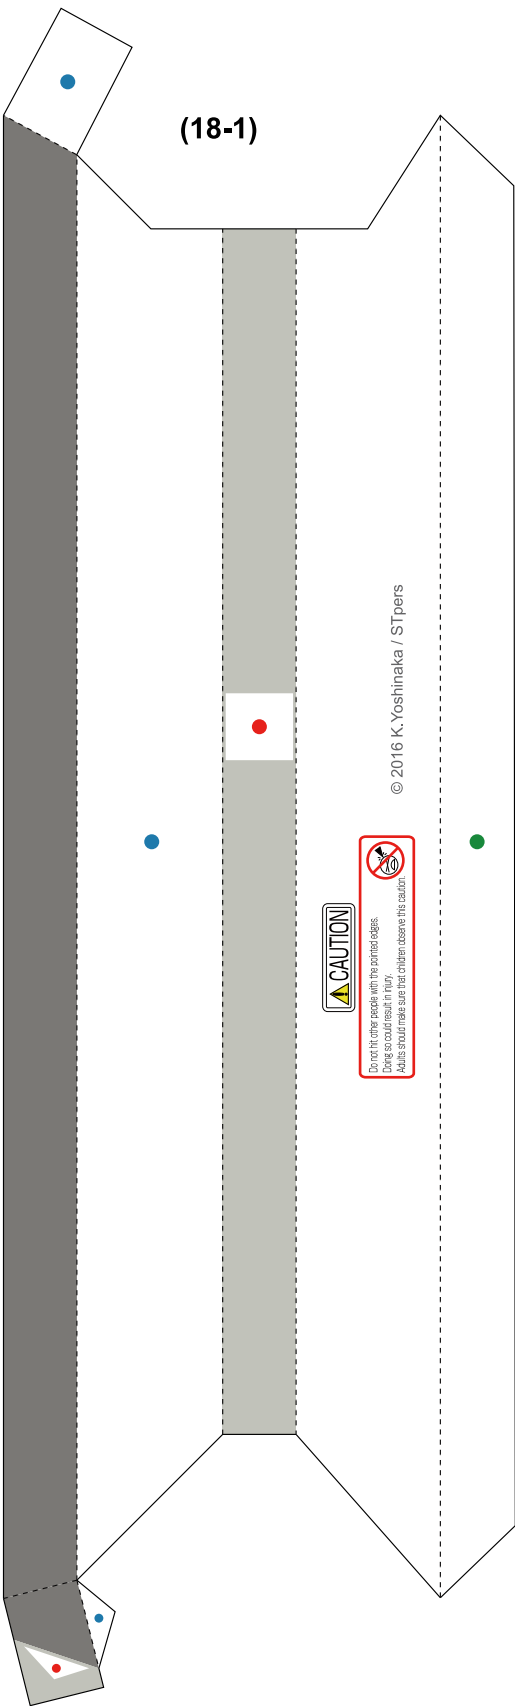 (18-1)
© 2016 K.Yoshinaka / STpers
CAUTION
Do not hit other people with the pointed edges.
Doing so could result in injury.
Adults should make sure that children observe this caution.